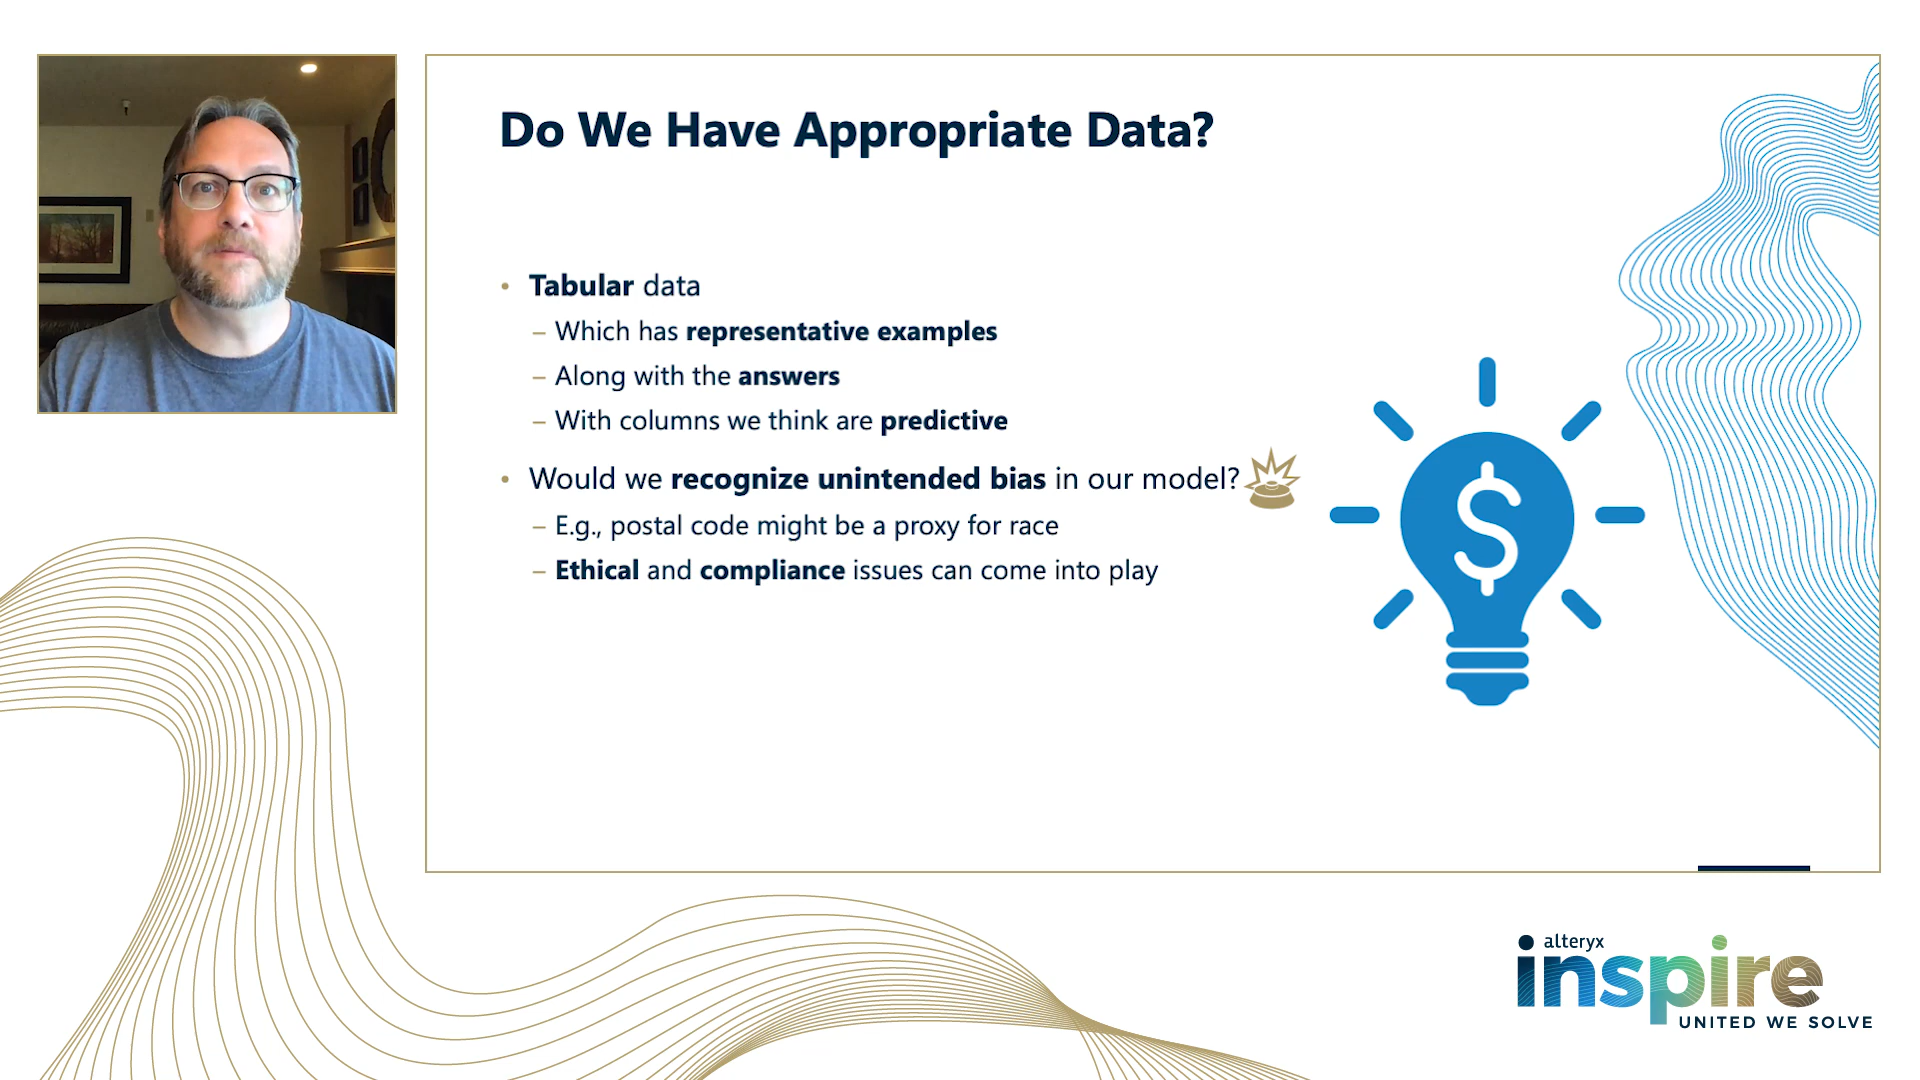 Do We Have Appropriate Data?
• Tabular data
– Which has representative examples
– Along with the answers
– With columns we think are predictive
• Would we recognize unintended bias in our model?
– E.g., postal code might be a proxy for race
– Ethical and compliance issues can come into play
$
alteryx
inspire
UNITED WE SOLVE